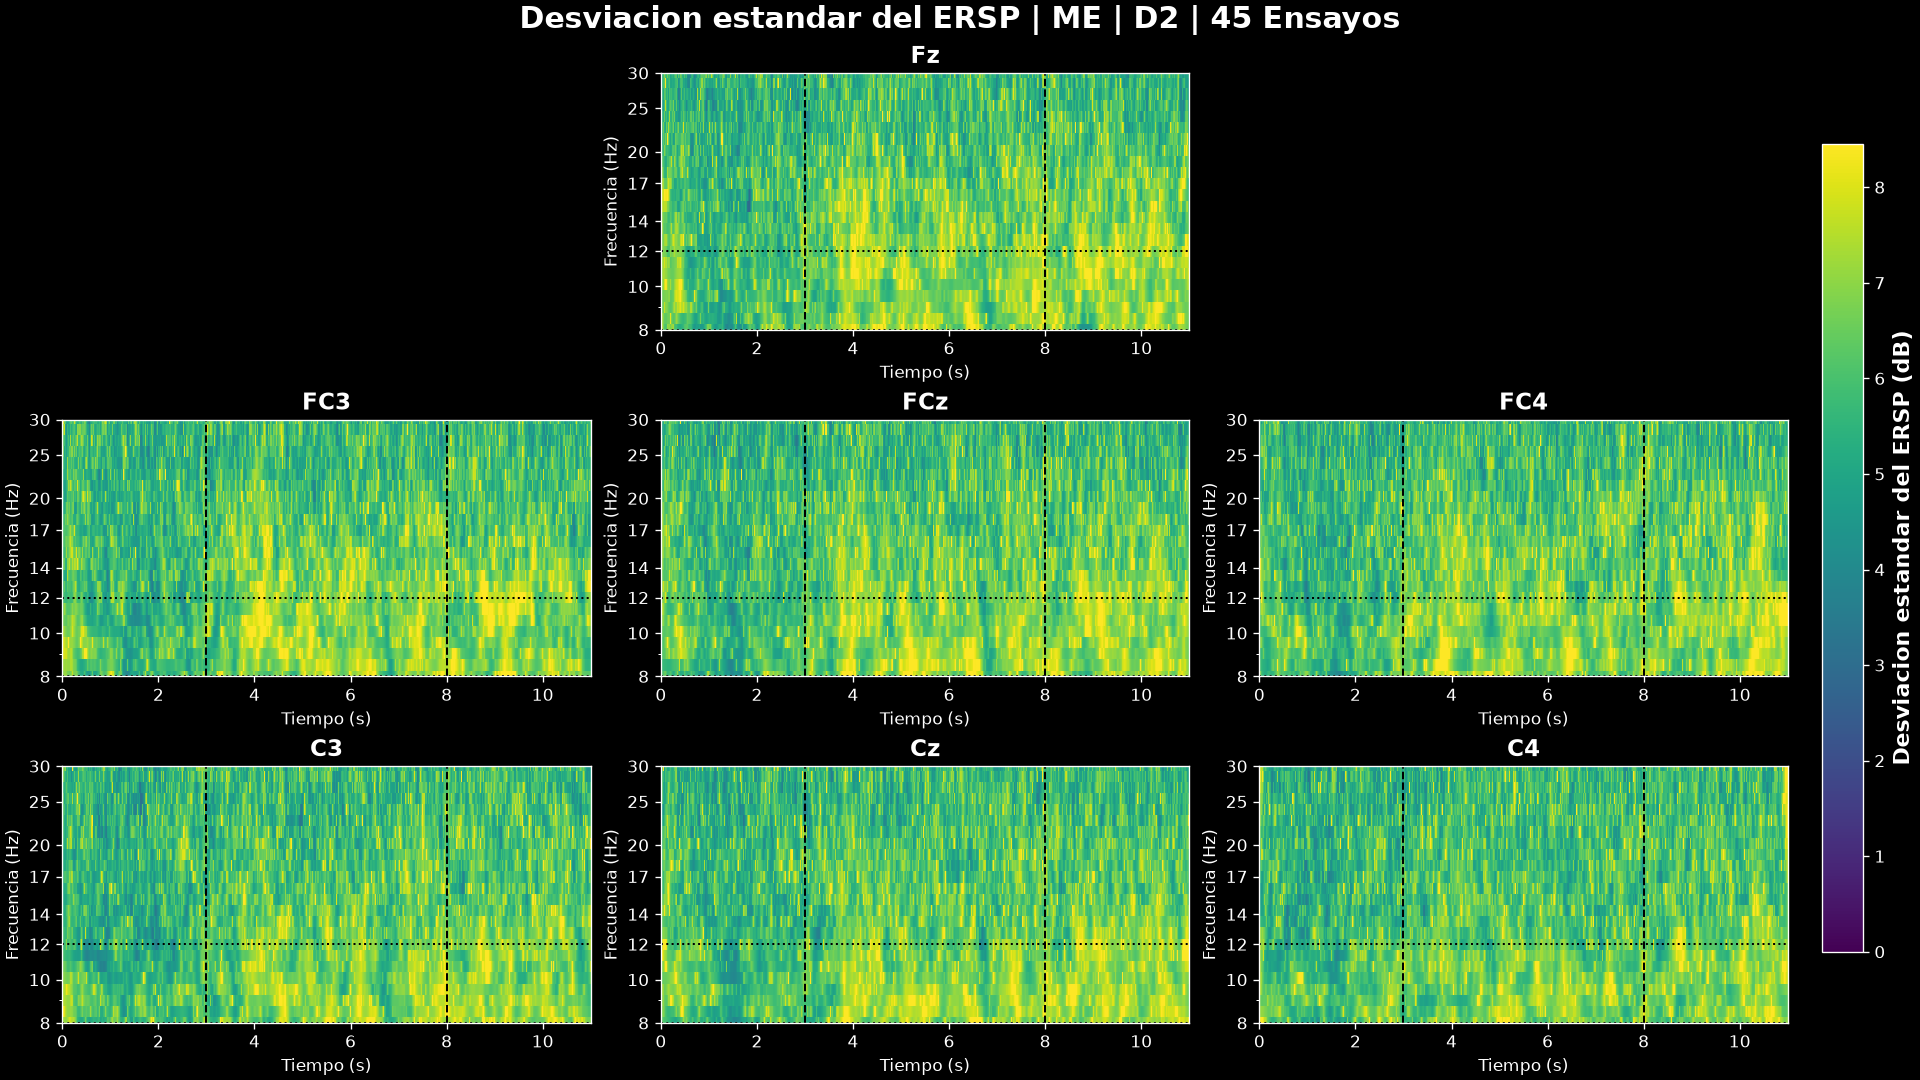 Desviacion estandar del ERSP | ME | D2 | 45 Ensayos
Fz
30
25
20
17
14
12
10
8
Frecuencia (Hz)
0 2 4 6 8 10
Tiempo (s)
FC3
30
25
20
17
14
12
10
8
Frecuencia (Hz)
0 2 4 6 8 10
Tiempo (s)
FCz
30
25
20
17
14
12
10
8
Frecuencia (Hz)
0 2 4 6 8 10
Tiempo (s)
FC4
30
25
20
17
14
12
10
8
Frecuencia (Hz)
0 2 4 6 8 10
Tiempo (s)
C3
30
25
20
17
14
12
10
8
Frecuencia (Hz)
0 2 4 6 8 10
Tiempo (s)
Cz
30
25
20
17
14
12
10
8
Frecuencia (Hz)
0 2 4 6 8 10
Tiempo (s)
C4
30
25
20
17
14
12
10
8
Frecuencia (Hz)
0 2 4 6 8 10
Tiempo (s)
8
7
6
5
4
3
2
1
0
Desviacion estandar del ERSP (dB)